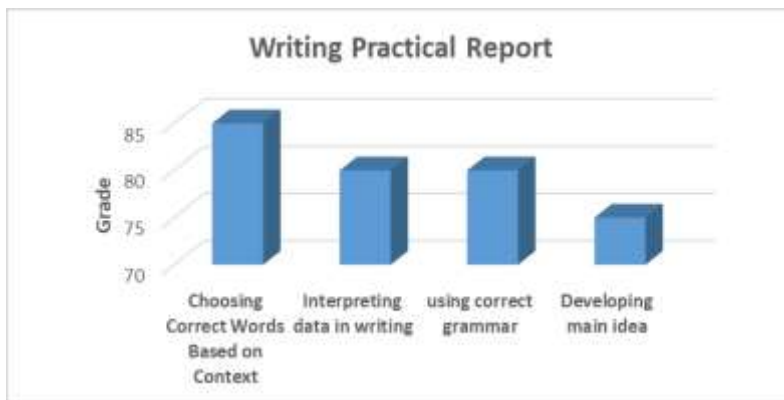 Writing Practical Report
85
80
75
70
Grade
Choosing
Correct Words
Based on
Context
Interpreting
data in writing
using correct
grammar
Developing
main idea